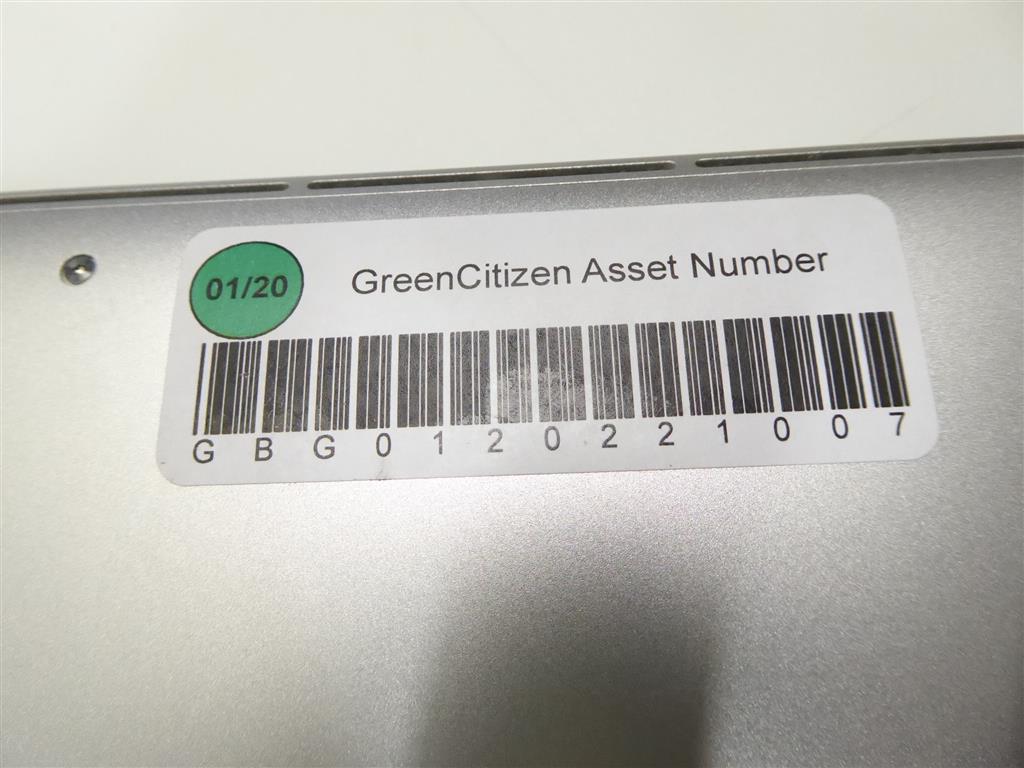 01/20
GreenCitizen Asset Number
GBG0120221007